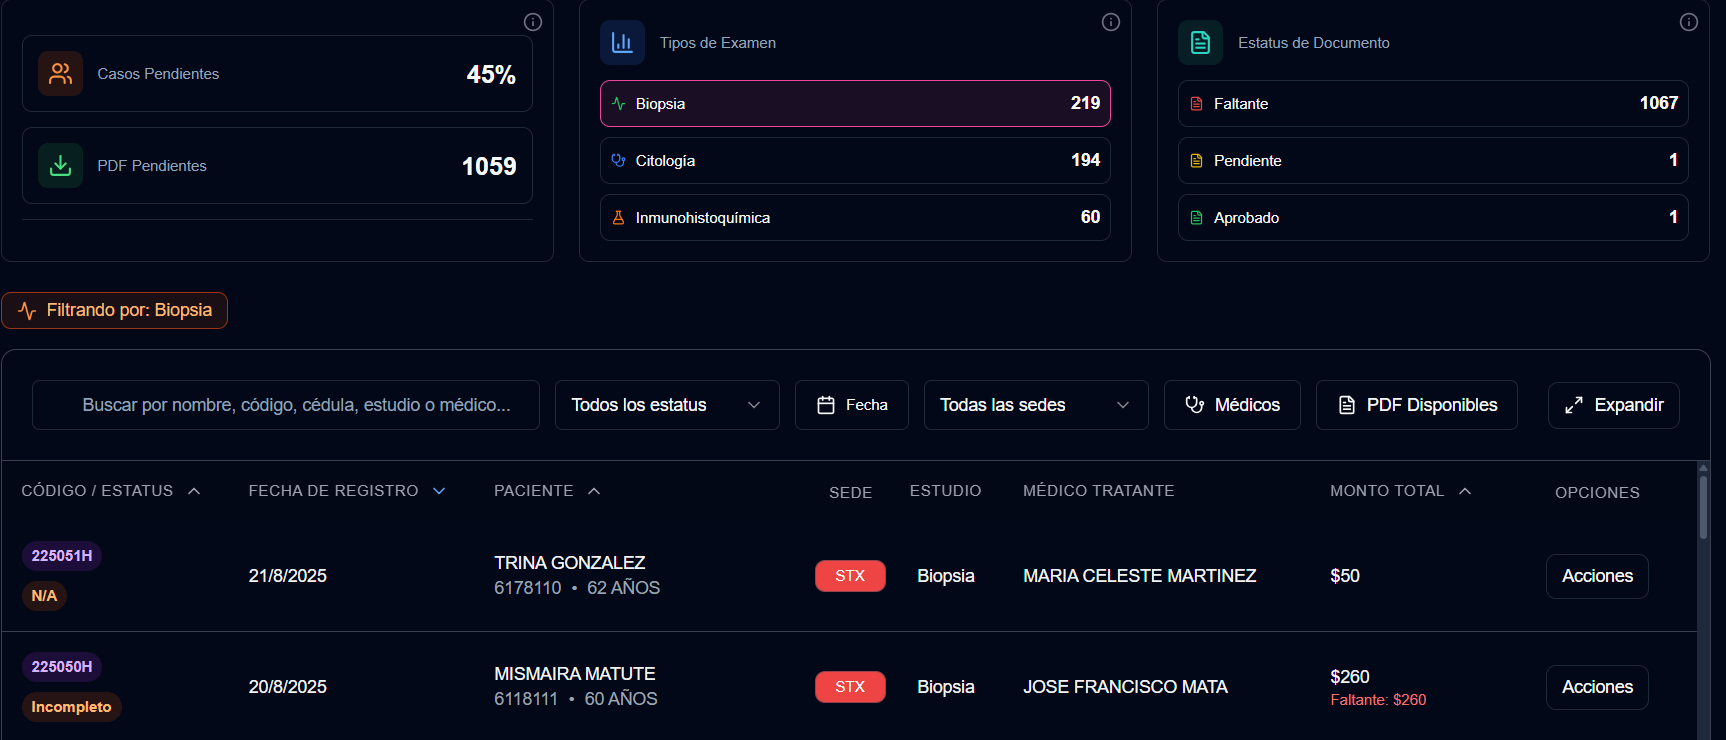 Casos Pendientes 45%
PDF Pendientes 1059
Tipos de Examen
Biopsia 219
Citología 194
Inmunohistoquímica 60
Estatus de Documento
Faltante 1067
Pendiente 1
Aprobado 1
Filtrando por: Biopsia
Buscar por nombre, código, cédula, estudio o médico... Todos los estatus Fecha Todas las sedes Médicos PDF Disponibles Expandir
CÓDIGO / ESTATUS FECHA DE REGISTRO PACIENTE SEDE ESTUDIO MÉDICO TRATANTE MONTO TOTAL OPCIONES
225051H
N/A
21/8/2025
TRINA GONZALEZ
6178110 • 62 AÑOS
STX
Biopsia
MARIA CELESTE MARTINEZ
$50
Acciones
225050H
Incompleto
20/8/2025
MISMAIRA MATUTE
6118111 • 60 AÑOS
STX
Biopsia
JOSE FRANCISCO MATA
$260
Faltante: $260
Acciones